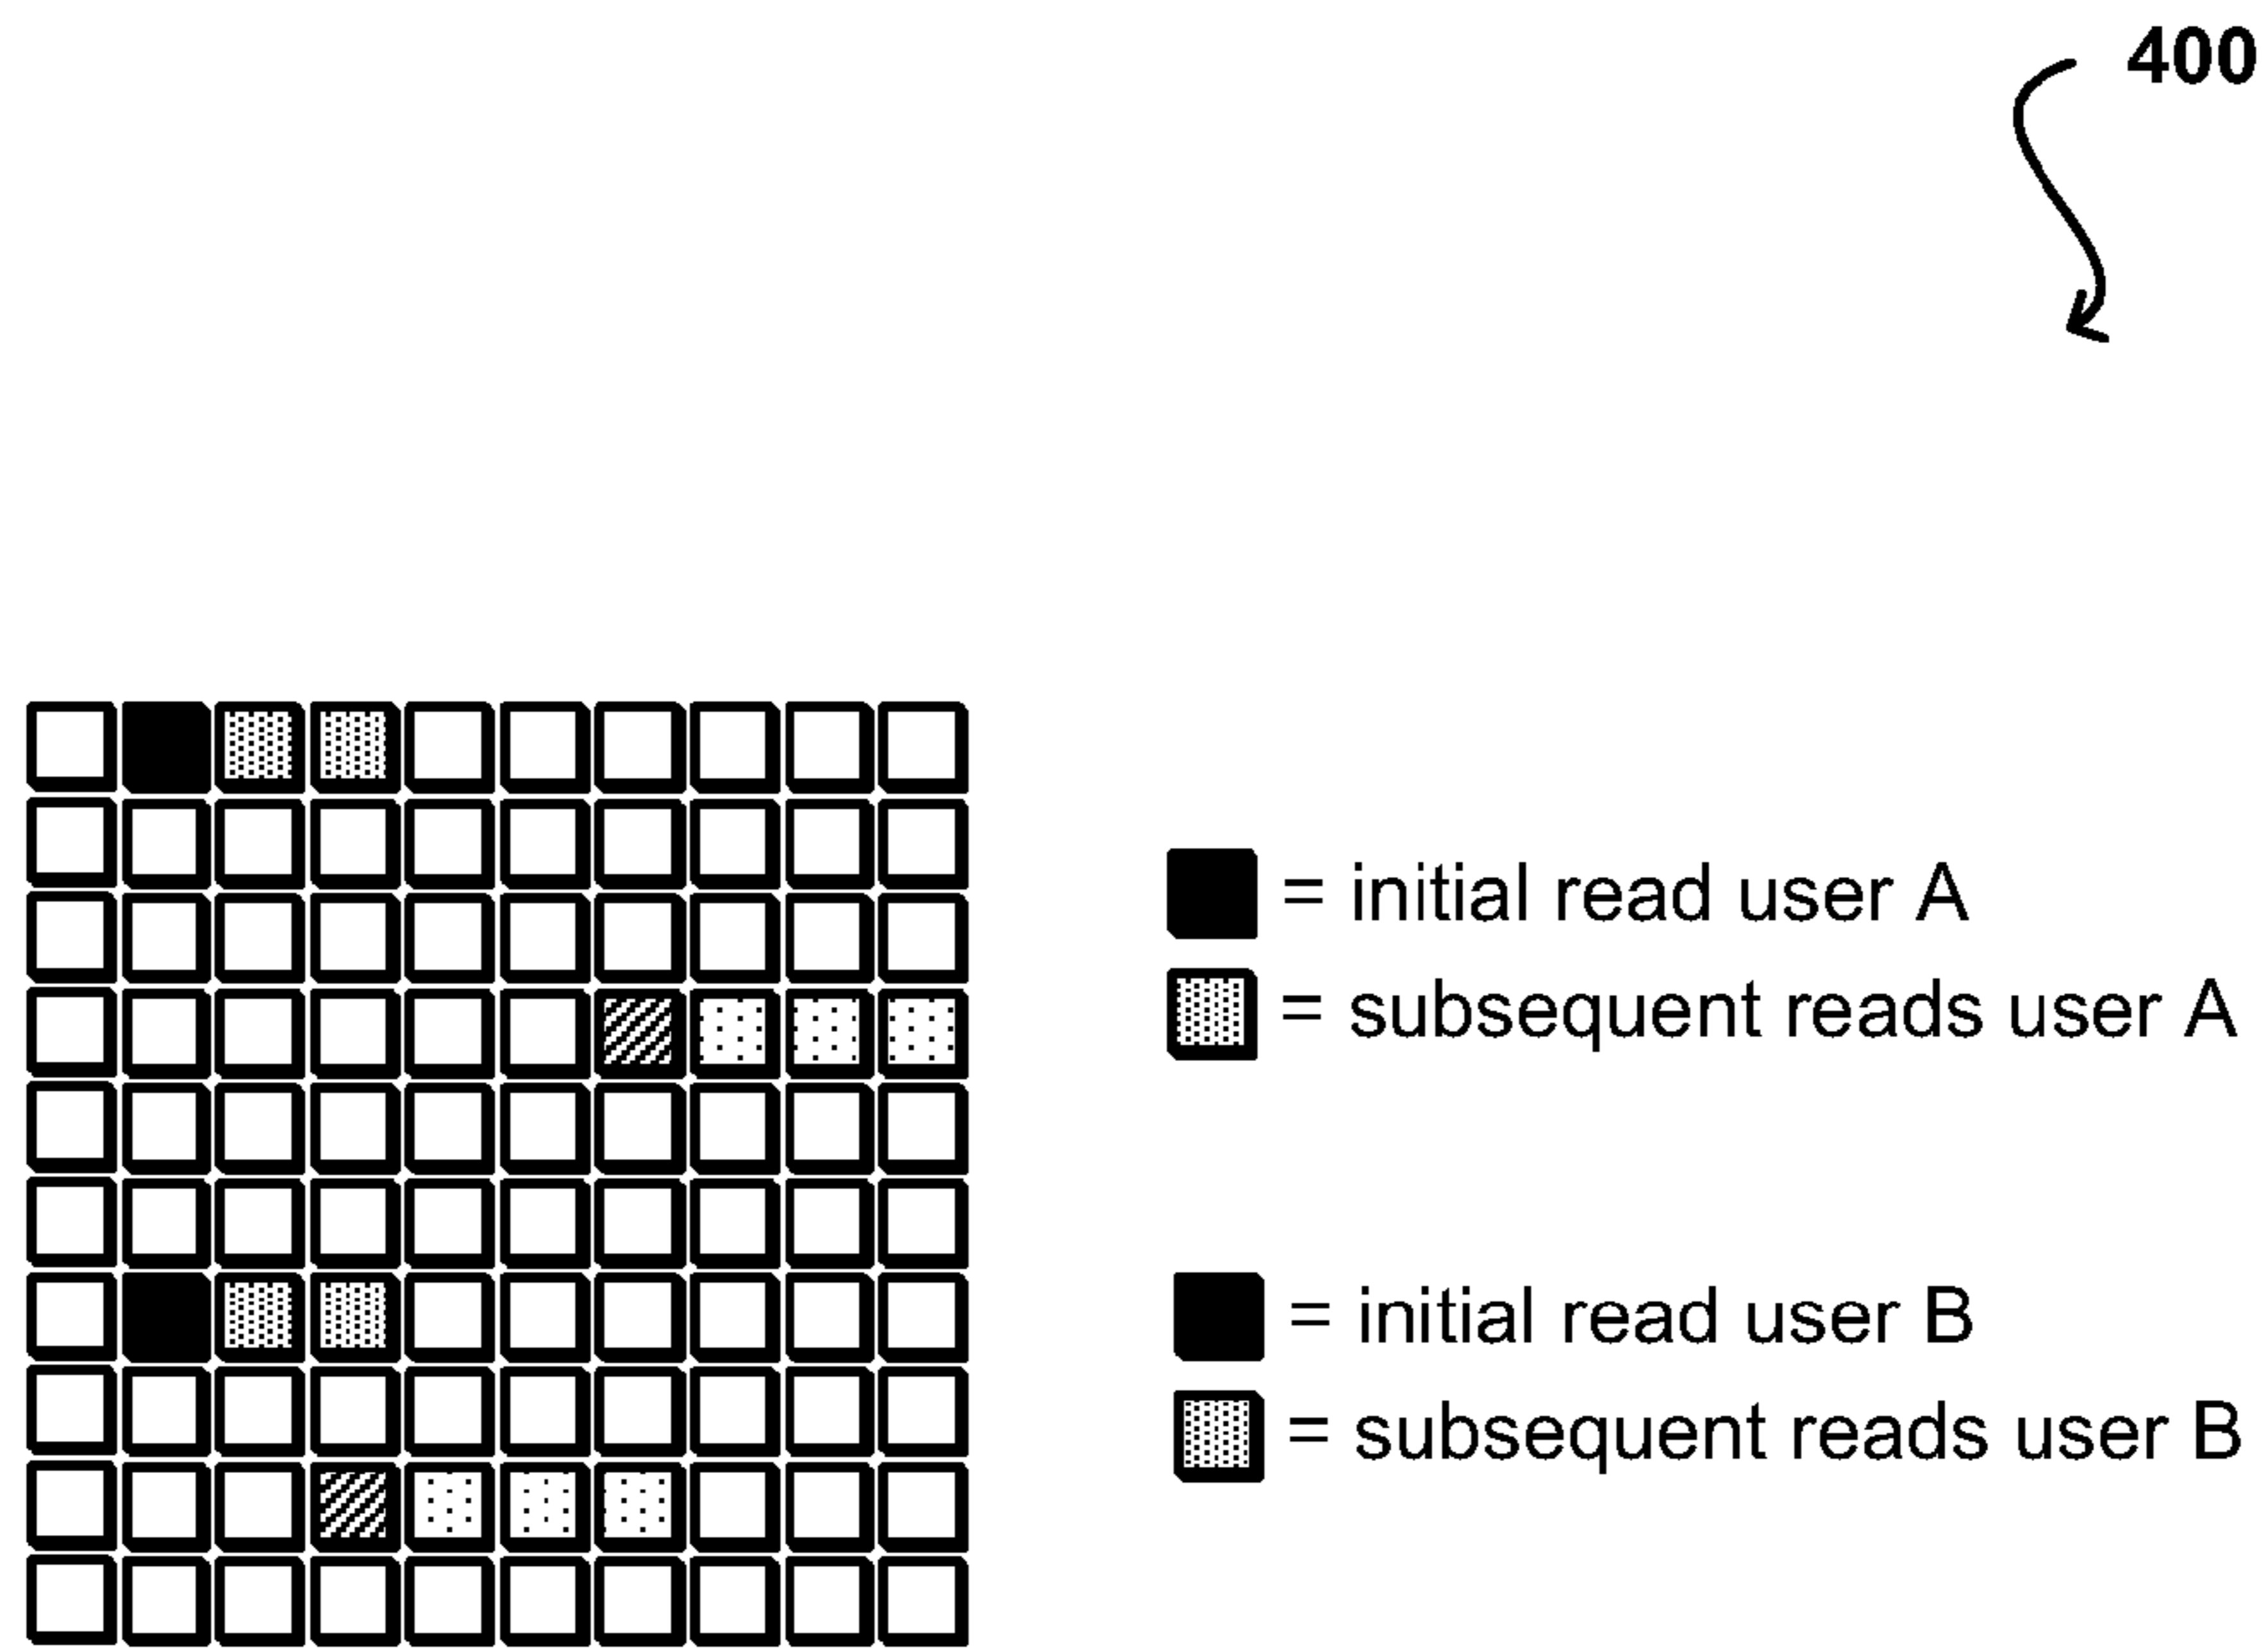 400
= initial read user A
= subsequent reads user A
= initial read user B
= subsequent reads user B